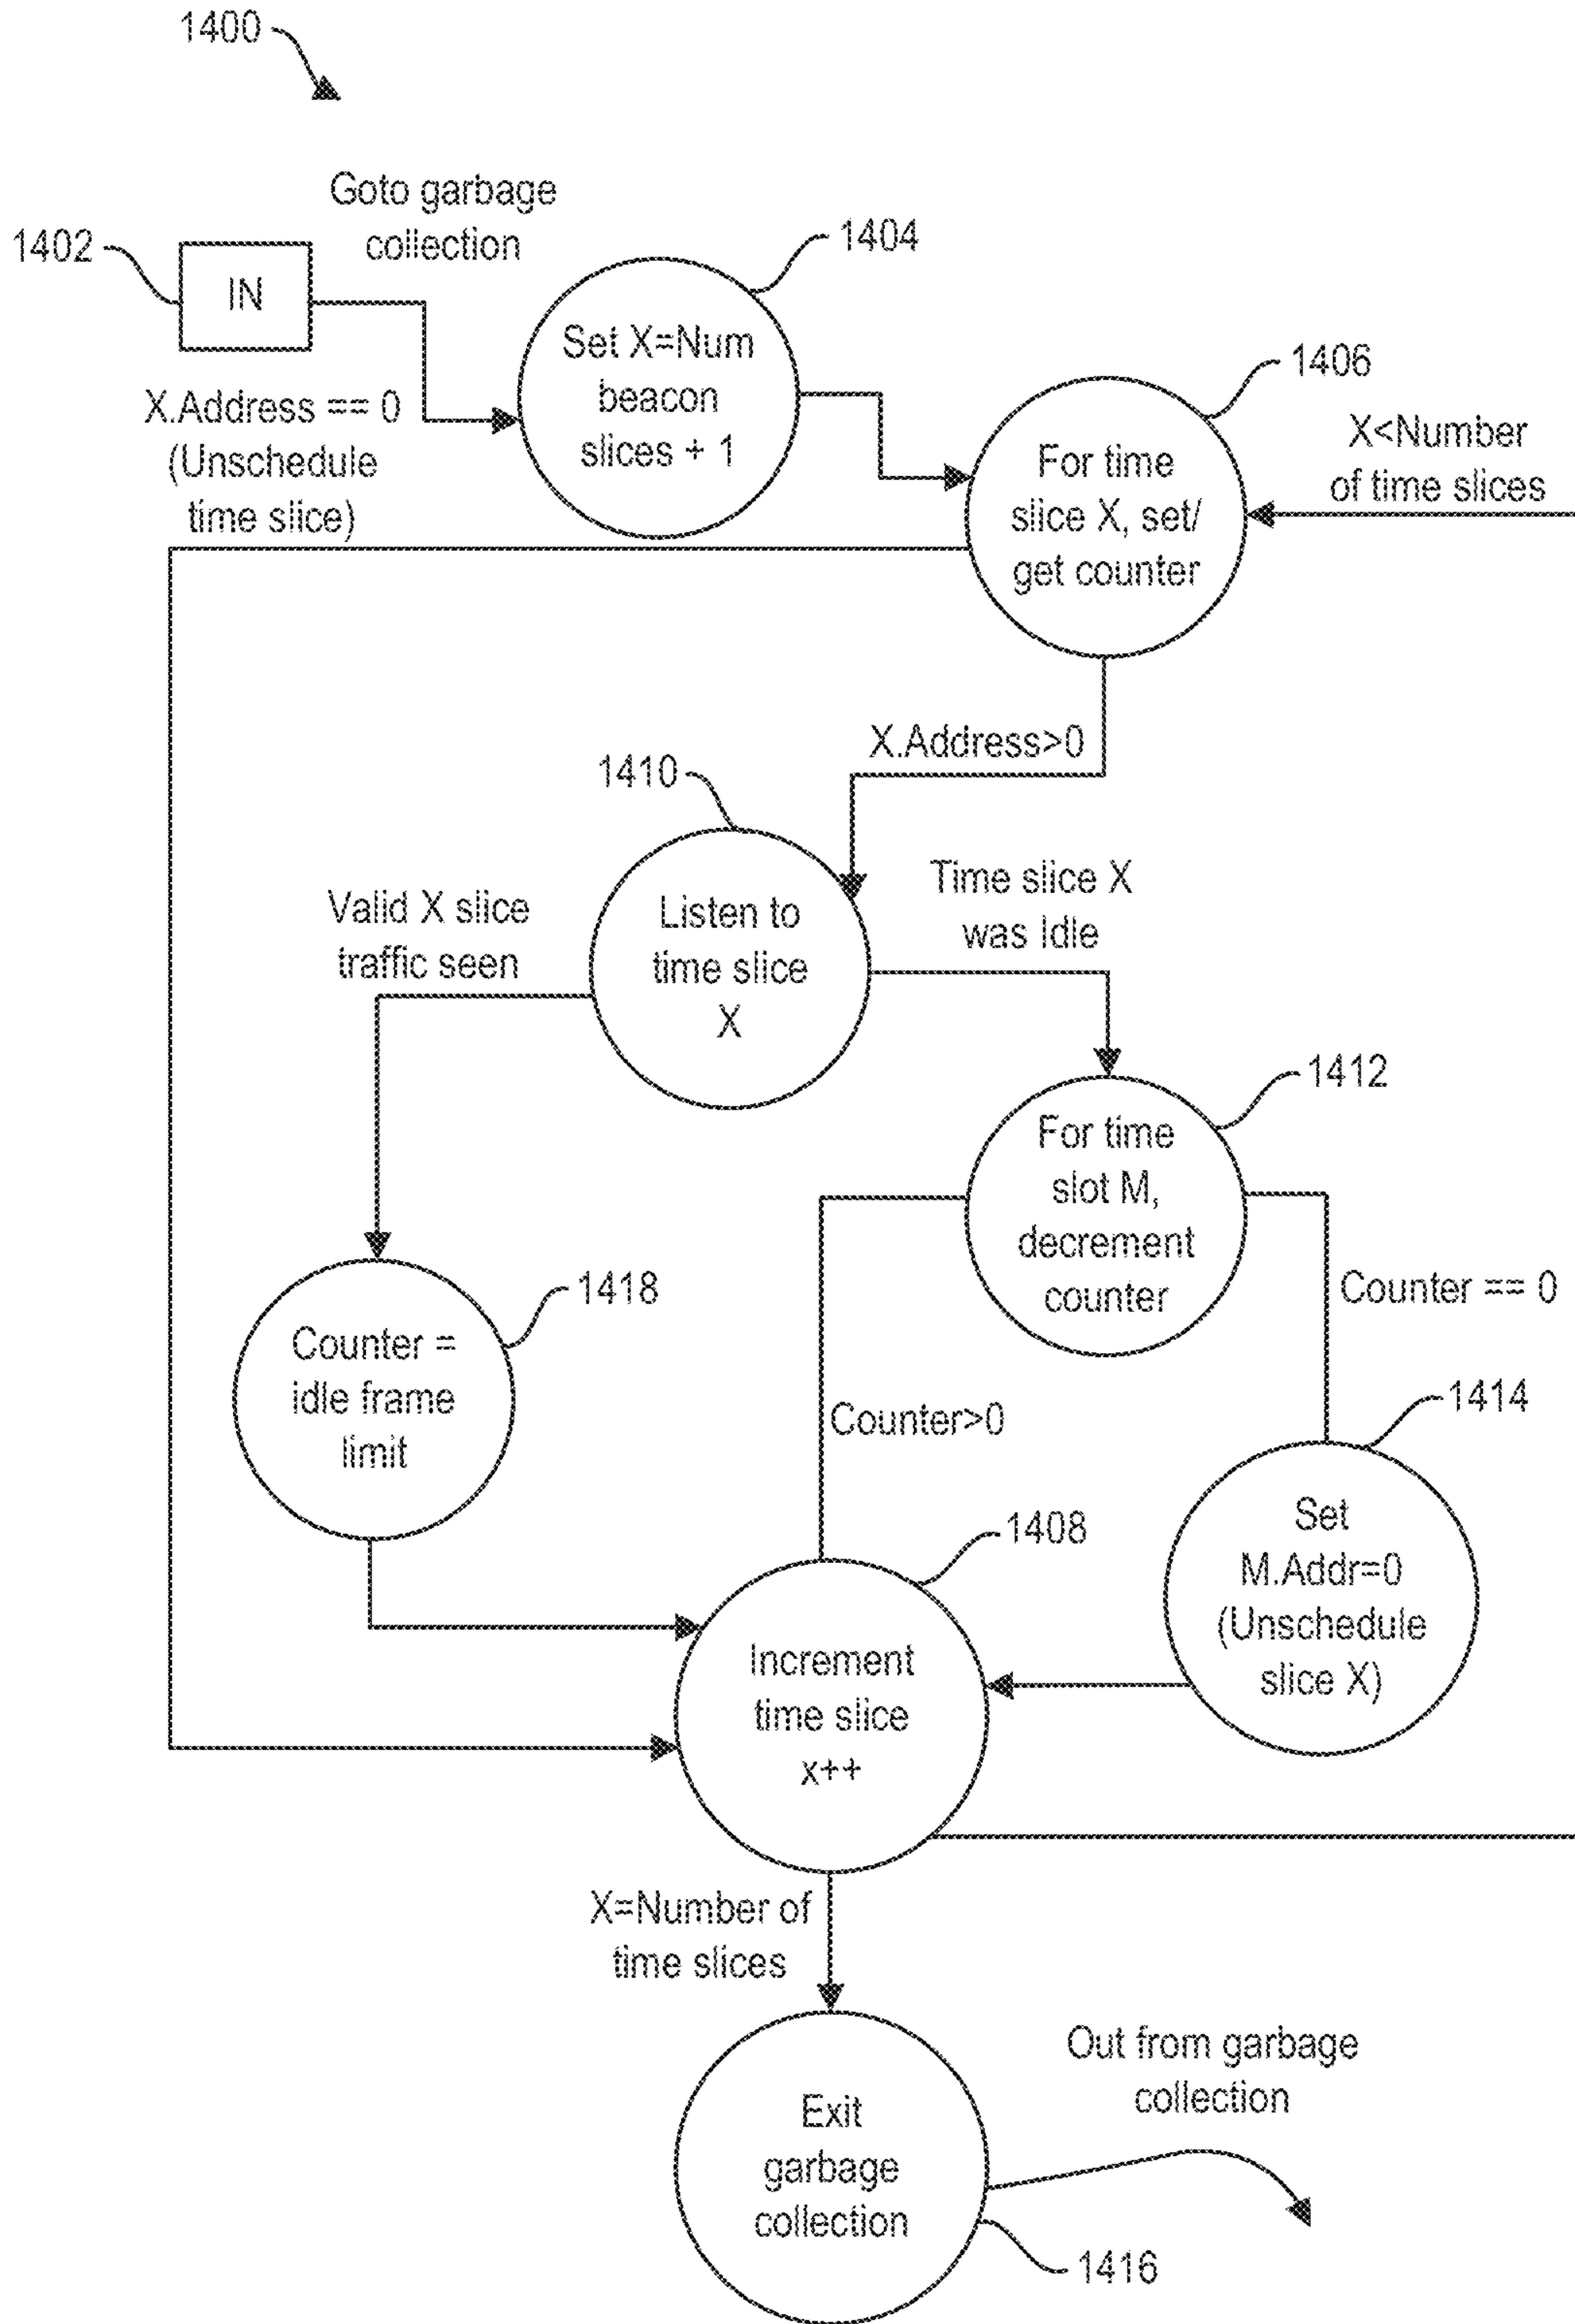 1400
Goto garbage
collection
1402
IN
1404
Set X=Num
beacon
slices + 1
1406
For time
slice X, set/
get counter
X<Number
of time slices
X.Address == 0
(Unschedule
time slice)
X.Address>0
1410
Listen to
time slice
X
Valid X slice
traffic seen
Time slice X
was Idle
1412
For time
slot M,
decrement
counter
Counter == 0
1418
Counter =
idle frame
limit
Counter>0
1414
Set
M.Addr=0
(Unschedule
slice X)
1408
Increment
time slice
x++
X=Number of
time slices
Exit
garbage
collection
Out from garbage
collection
1416